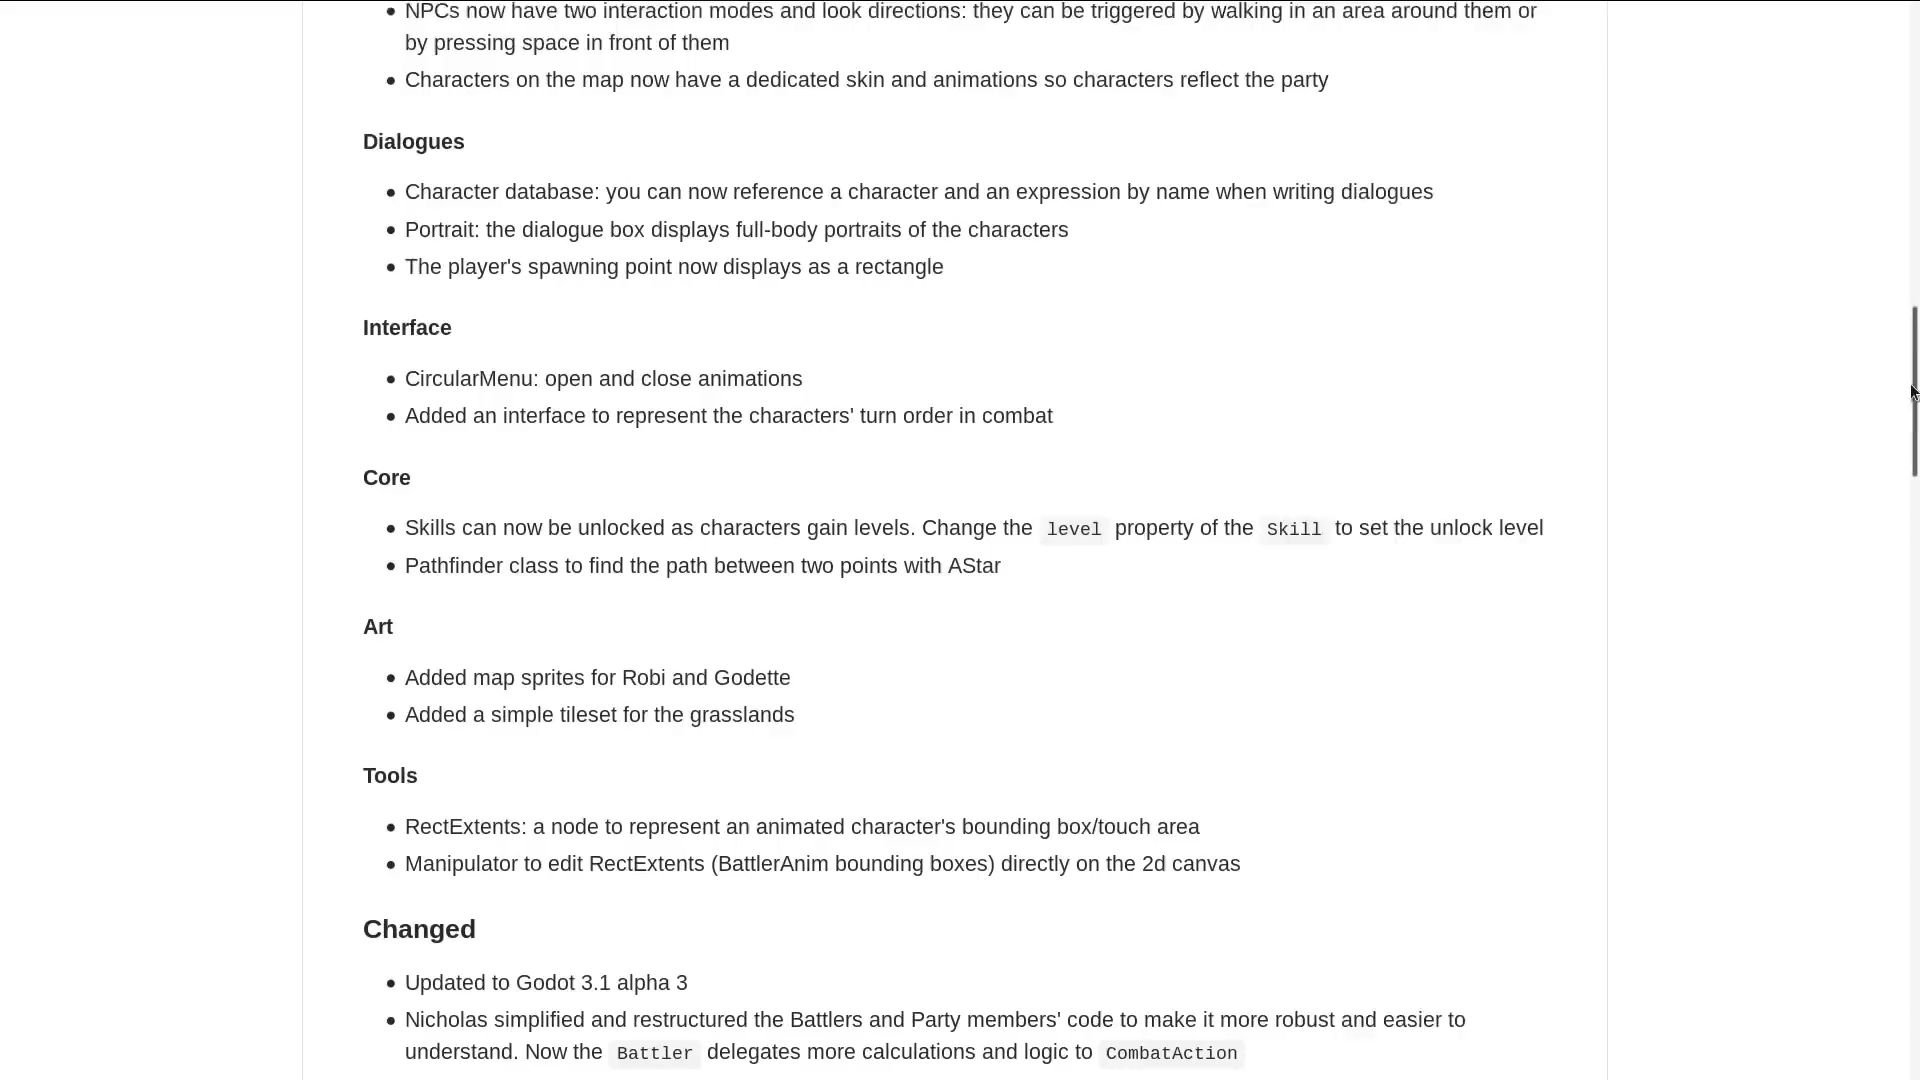 NPCs now have two interaction modes and look directions: they can be triggered by walking in an area around them or
by pressing space in front of them
Characters on the map now have a dedicated skin and animations so characters reflect the party
Dialogues
Character database: you can now reference a character and an expression by name when writing dialogues
Portrait: the dialogue box displays full-body portraits of the characters
The player's spawning point now displays as a rectangle
Interface
CircularMenu: open and close animations
Added an interface to represent the characters' turn order in combat
Core
Skills can now be unlocked as characters gain levels. Change the level property of the Skill to set the unlock level
Pathfinder class to find the path between two points with AStar
Art
Added map sprites for Robi and Godette
Added a simple tileset for the grasslands
Tools
RectExtents: a node to represent an animated character's bounding box/touch area
Manipulator to edit RectExtents (BattlerAnim bounding boxes) directly on the 2d canvas
Changed
Updated to Godot 3.1 alpha 3
Nicholas simplified and restructured the Battlers and Party members' code to make it more robust and easier to
understand. Now the Battler delegates more calculations and logic to CombatAction